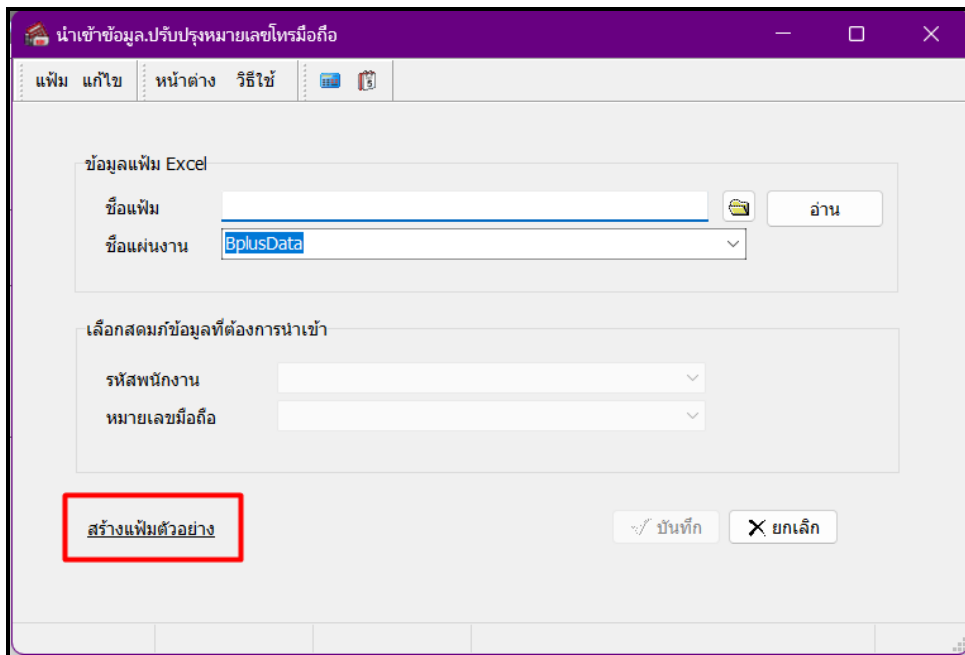 นำเข้าข้อมูล.ปรับปรุงหมายเลขโทรมือถือ
แฟ้ม แก้ไข หน้าต่าง วิธีใช้
ข้อมูลแฟ้ม Excel
ชื่อแฟ้ม
อ่าน
ชื่อแผ่นงาน BplusData
เลือกสดมภ์ข้อมูลที่ต้องการนำเข้า
รหัสพนักงาน
หมายเลขมือถือ
สร้างแฟ้มตัวอย่าง
บันทึก ยกเลิก